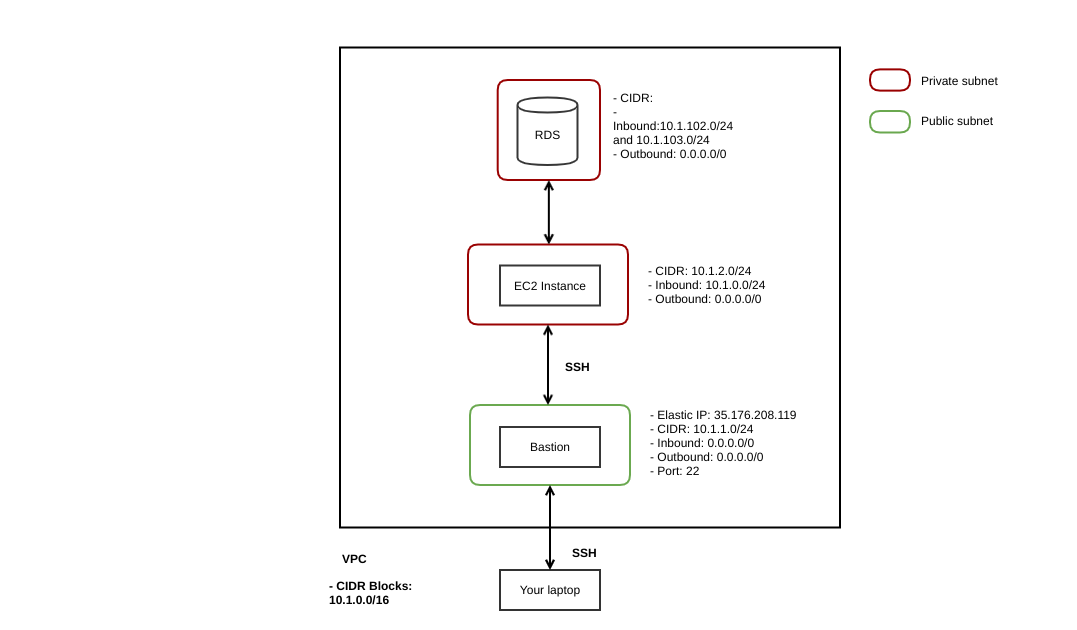 Private subnet
- CIDR:
-
Inbound:10.1.102.0/24
and 10.1.103.0/24
- Outbound: 0.0.0.0/0
RDS
Public subnet
EC2 Instance
- CIDR: 10.1.2.0/24
- Inbound: 10.1.0.0/24
- Outbound: 0.0.0.0/0
SSH
Bastion
- Elastic IP: 35.176.208.119
- CIDR: 10.1.1.0/24
- Inbound: 0.0.0.0/0
- Outbound: 0.0.0.0/0
- Port: 22
SSH
VPC
- CIDR Blocks:
10.1.0.0/16
Your laptop